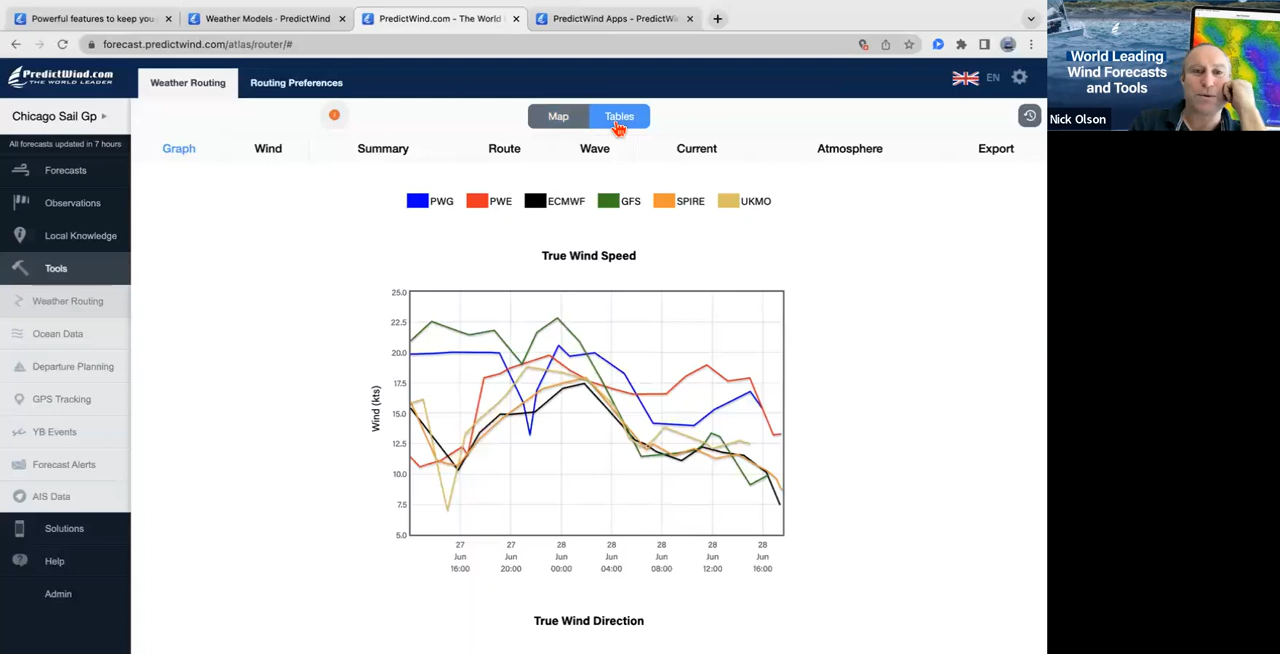 Powerful features to keep you
Weather Models - PredictWind
PredictWind.com - The World
PredictWind Apps - PredictWi
forecast.predictwind.com/atlas/router/#
PREDICTWIND.COM
THE WORLD LEADER
Weather Routing
Routing Preferences
EN
Chicago Sail Gp
Map
Tables
All forecasts updated in 7 hours
Graph
Wind
Summary
Route
Wave
Current
Atmosphere
Export
Forecasts
Observations
Local Knowledge
Tools
Weather Routing
Ocean Data
Departure Planning
GPS Tracking
YB Events
Forecast Alerts
AIS Data
Solutions
Help
Admin
PWG
PWE
ECMWF
GFS
SPIRE
UKMO
True Wind Speed
Wind (kts)
25.0
22.5
20.0
17.5
15.0
12.5
10.0
7.5
5.0
27 Jun 16:00
27 Jun 20:00
28 Jun 00:00
28 Jun 04:00
28 Jun 08:00
28 Jun 12:00
28 Jun 16:00
True Wind Direction
World Leading
Wind Forecasts
and Tools
Nick Olson